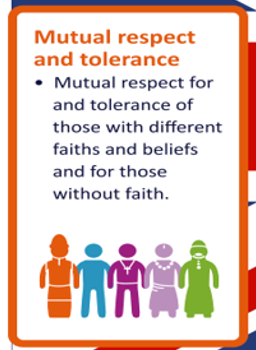 Mutual respect
and tolerance
• Mutual respect for
and tolerance of
those with different
faiths and beliefs
and for those
without faith.